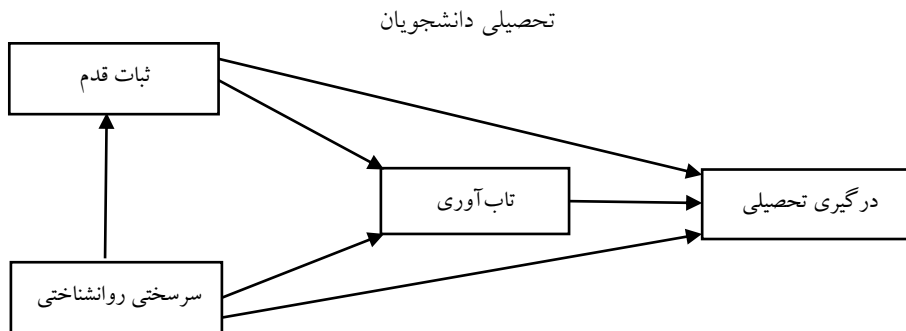 تحصیلی دانشجویان
ثبات قدم
تاب‌آوری
درگیری تحصیلی
سرسختی روانشناختی